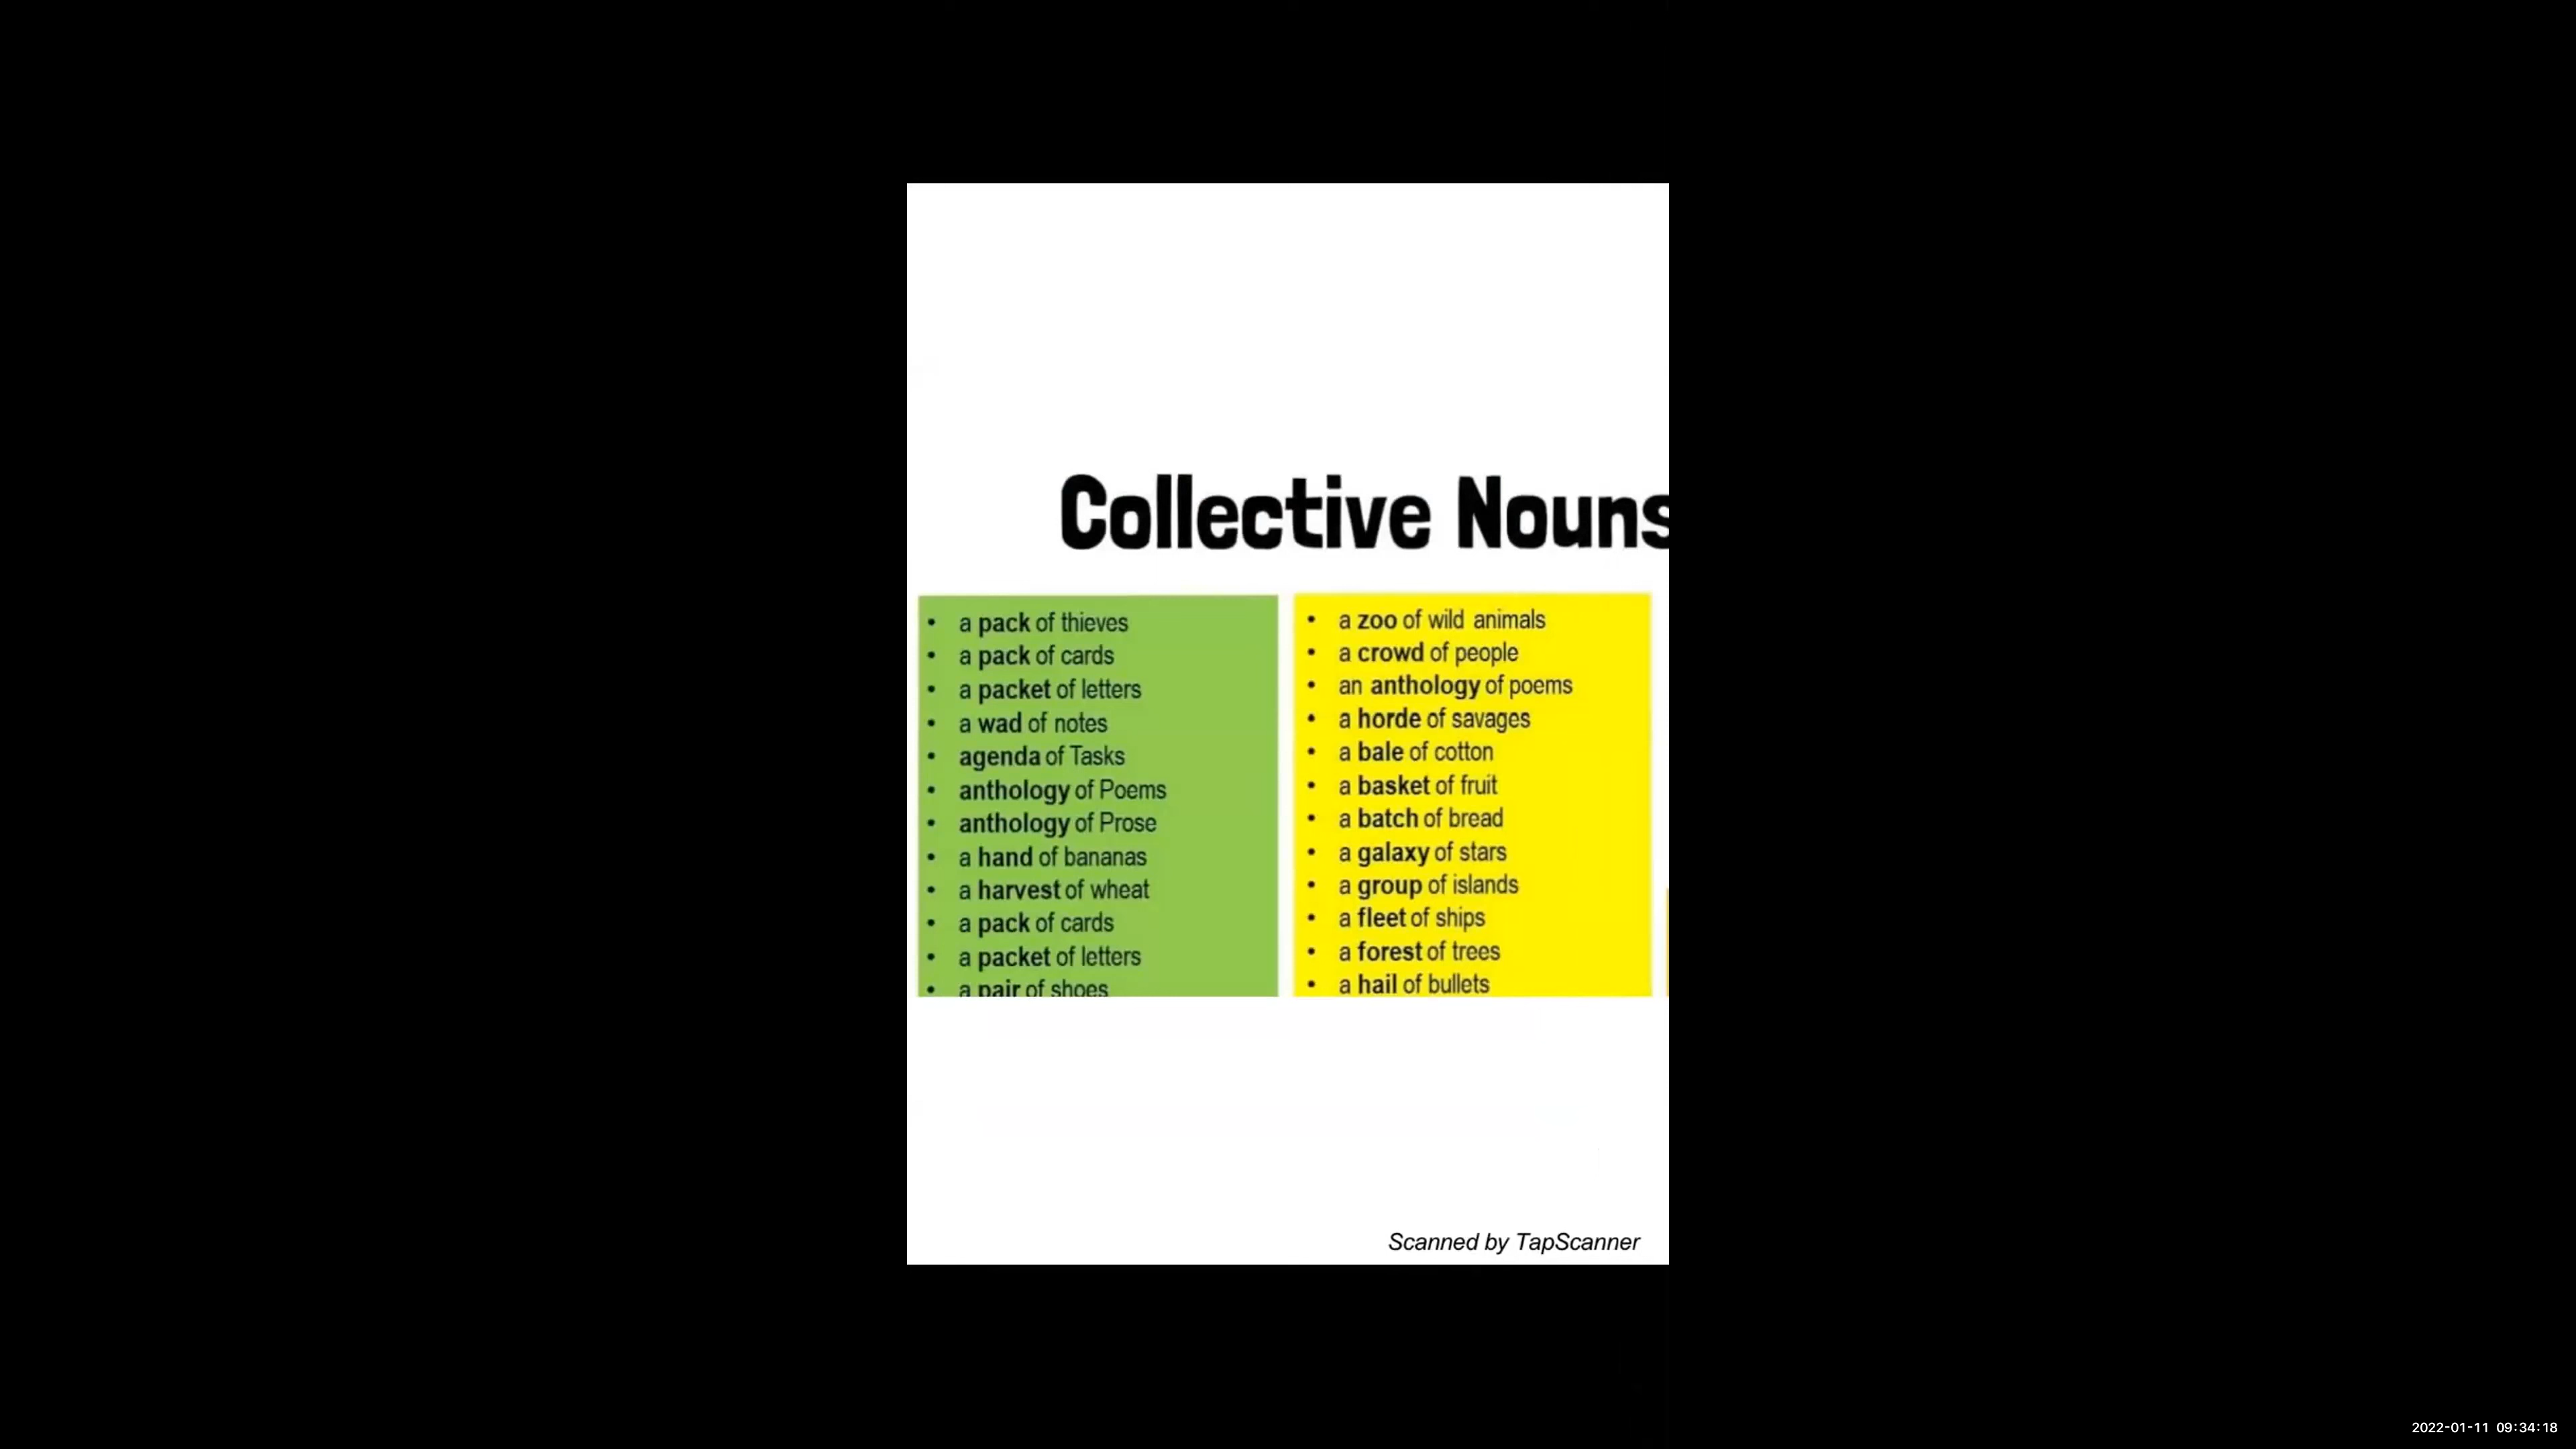 Collective Nouns
a pack of thieves
a pack of cards
a packet of letters
a wad of notes
agenda of Tasks
anthology of Poems
anthology of Prose
a hand of bananas
a harvest of wheat
a pack of cards
a packet of letters
a pair of shoes
a zoo of wild animals
a crowd of people
an anthology of poems
a horde of savages
a bale of cotton
a basket of fruit
a batch of bread
a galaxy of stars
a group of islands
a fleet of ships
a forest of trees
a hail of bullets
Scanned by TapScanner
2022-01-11 09:34:18